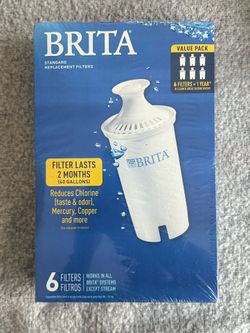 BRITA®
STANDARD
REPLACEMENT FILTERS
VALUE PACK
6 FILTERS = 1 YEAR*
BRITA
FILTER LASTS
2 MONTHS
(40 GALLONS)
Reduces Chlorine
(taste & odor),
Mercury, Copper
and more
6 FILTERS
FILTROS
WORKS IN ALL
BRITA® SYSTEMS
EXCEPT STREAM